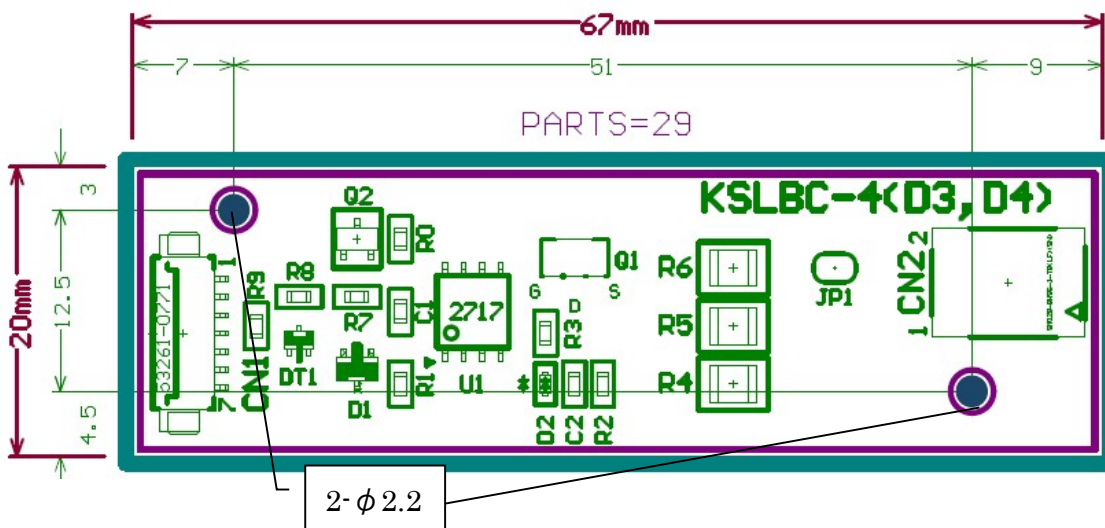 67mm
7
51
9
PARTS=29
3
12.5
20mm
4.5
KSLBC-4(D3,D4)
Q2
R0
Q1
G
D
S
R6
R5
R4
JP1
CN2
2
1
1
R9
R8
R7
C1
2717
U1
R3
53261-0771
CN1
7
DT1
D1
R1
D2
C2
R2
2-φ2.2